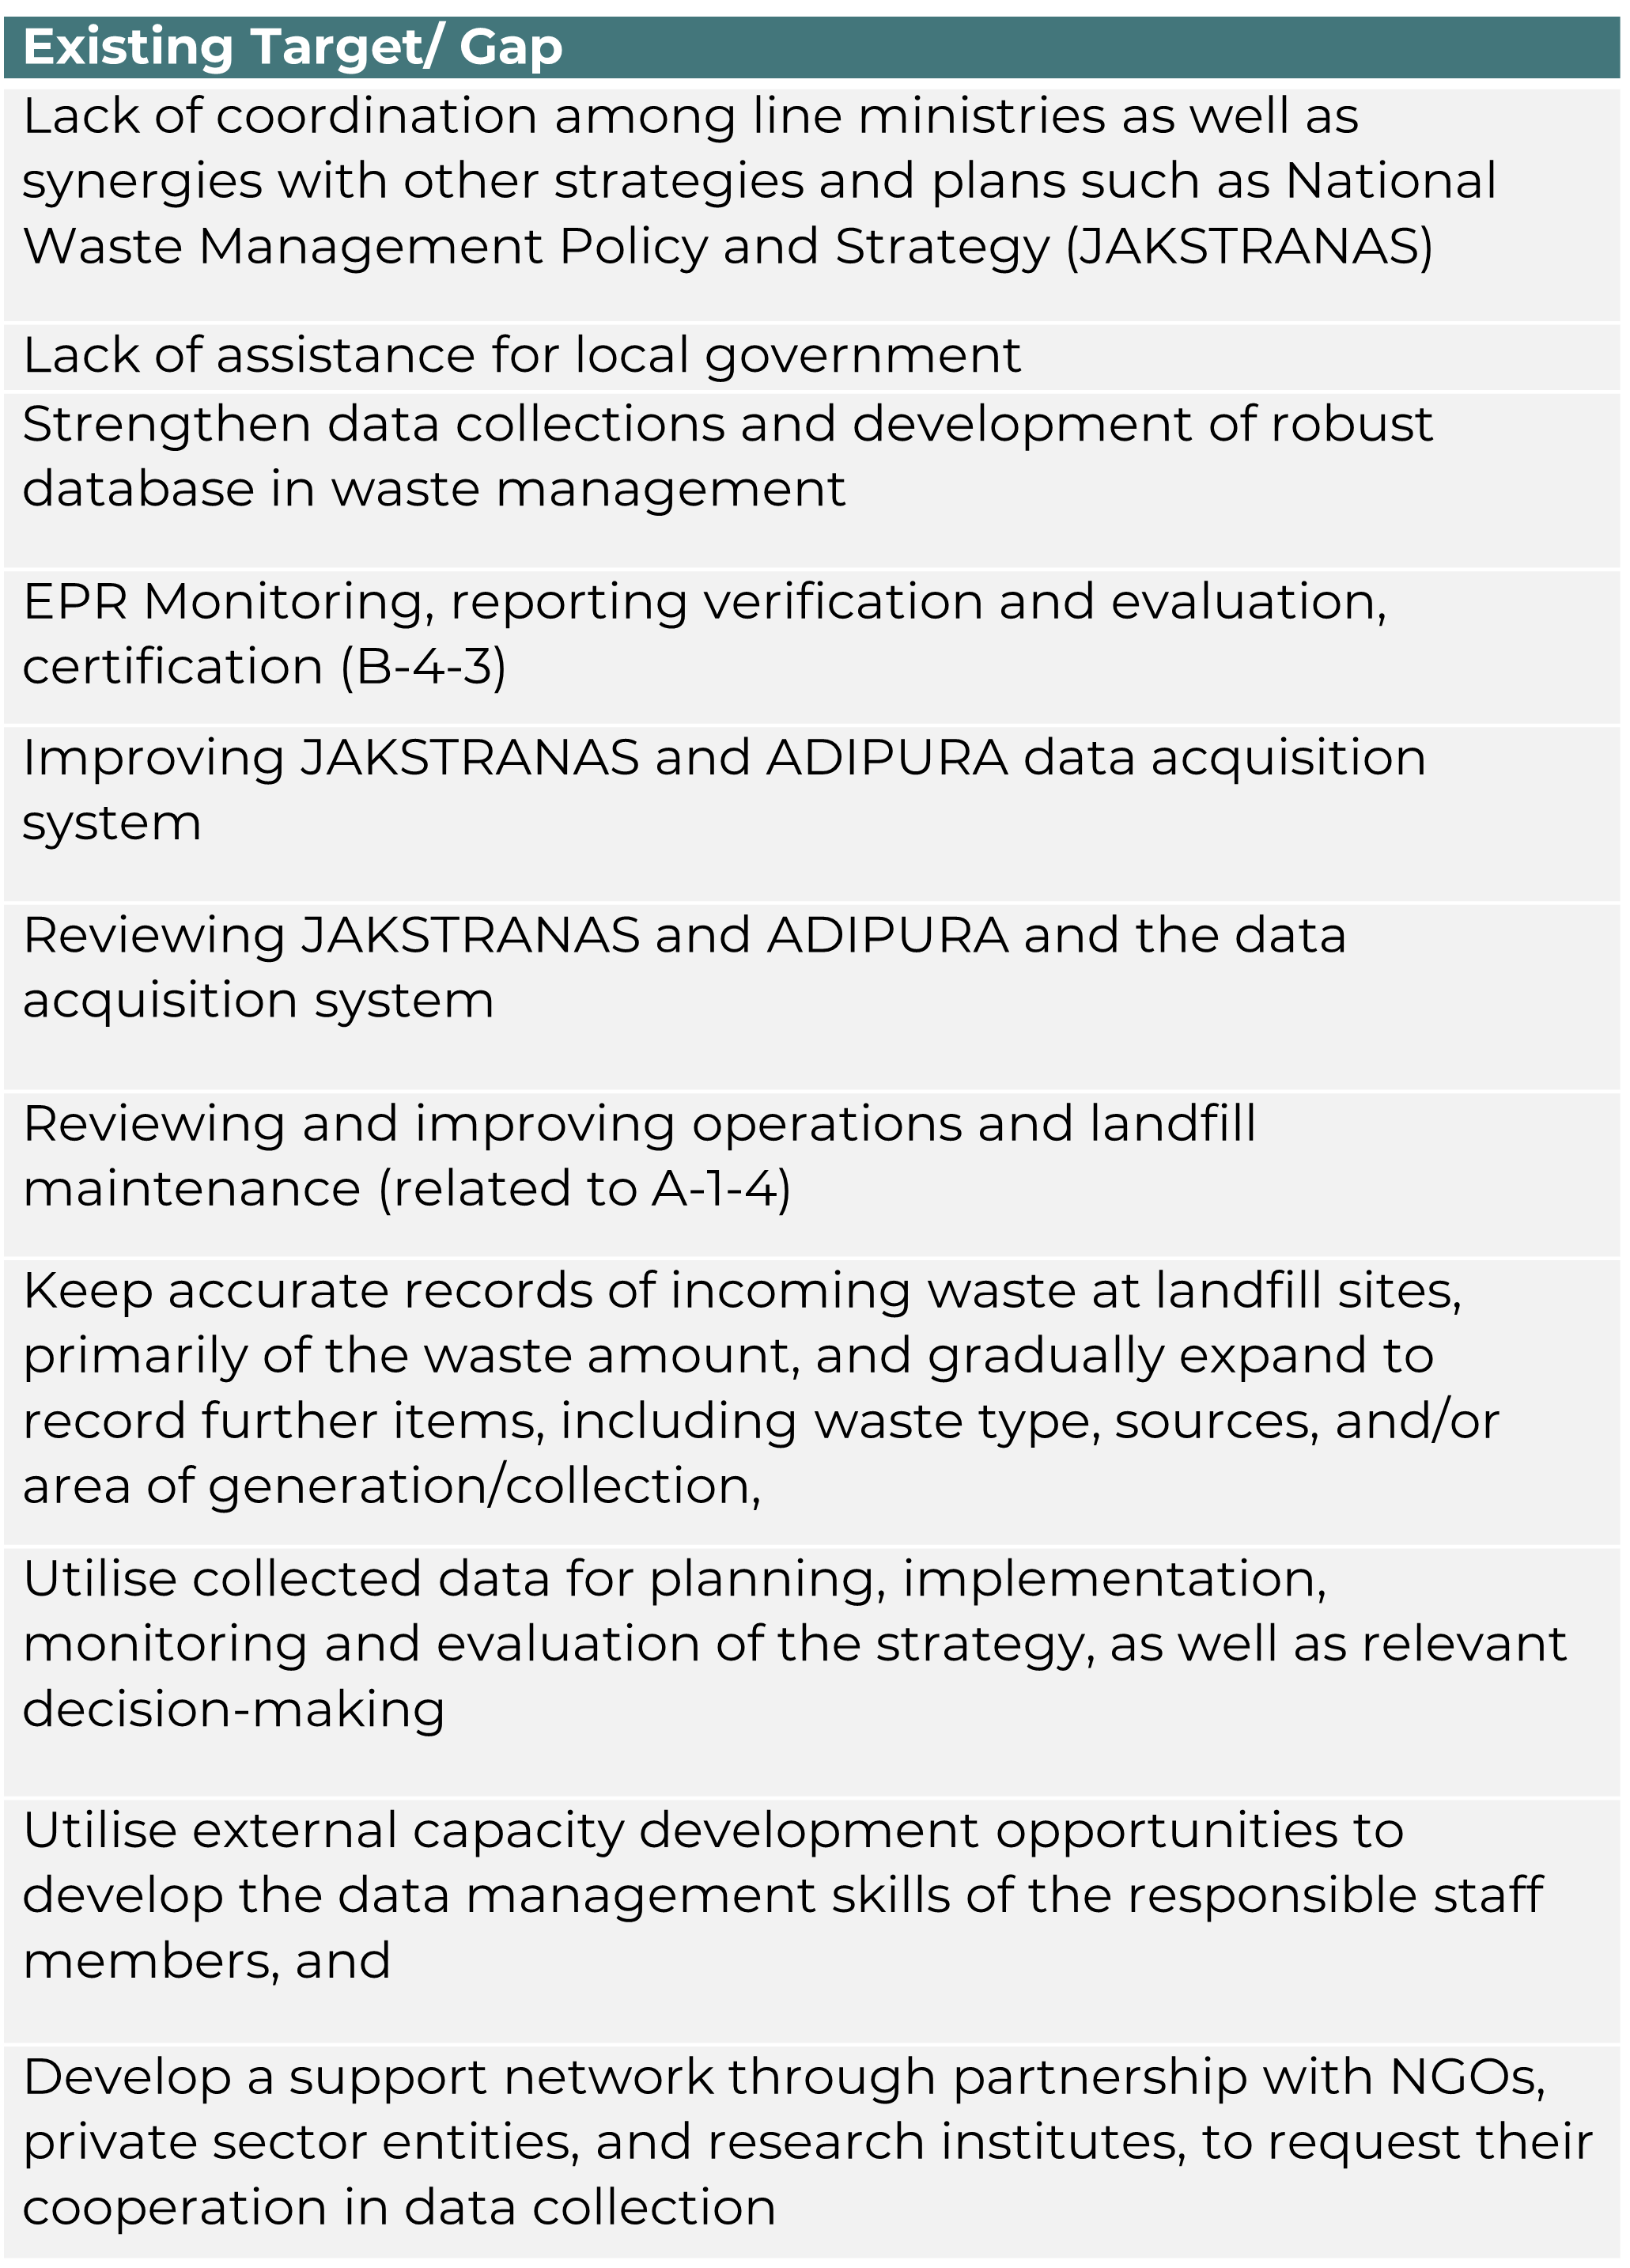 Existing Target/ Gap
Lack of coordination among line ministries as well as
synergies with other strategies and plans such as National
Waste Management Policy and Strategy (JAKSTRANAS)
Lack of assistance for local government
Strengthen data collections and development of robust
database in waste management
EPR Monitoring, reporting verification and evaluation,
certification (B-4-3)
Improving JAKSTRANAS and ADIPURA data acquisition
system
Reviewing JAKSTRANAS and ADIPURA and the data
acquisition system
Reviewing and improving operations and landfill
maintenance (related to A-1-4)
Keep accurate records of incoming waste at landfill sites,
primarily of the waste amount, and gradually expand to
record further items, including waste type, sources, and/or
area of generation/collection,
Utilise collected data for planning, implementation,
monitoring and evaluation of the strategy, as well as relevant
decision-making
Utilise external capacity development opportunities to
develop the data management skills of the responsible staff
members, and
Develop a support network through partnership with NGOs,
private sector entities, and research institutes, to request their
cooperation in data collection